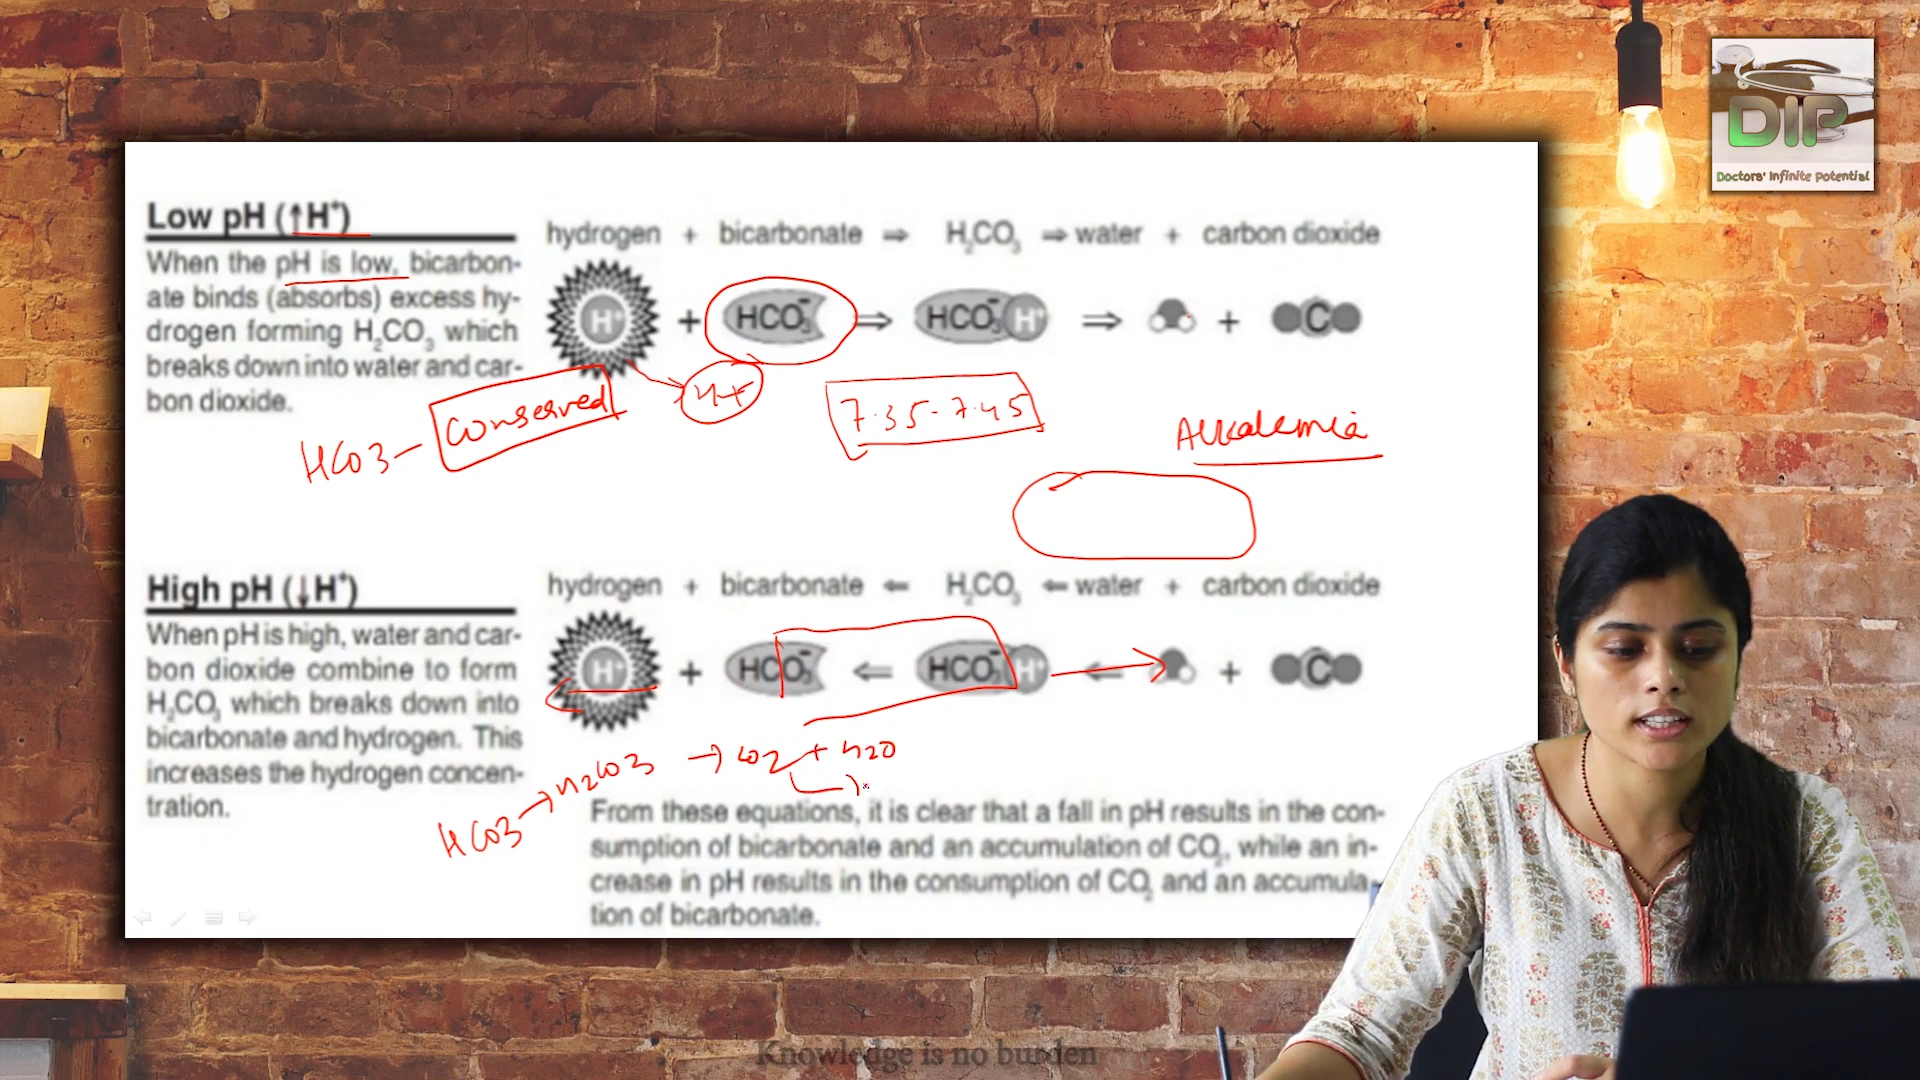 DIP
Doctors' Infinite Potential
Low pH (↑H⁺)
When the pH is low, bicarbon-
ate binds (absorbs) excess hy-
drogen forming H₂CO₃ which
breaks down into water and car-
bon dioxide.
hydrogen + bicarbonate ⇒ H₂CO₃ ⇒ water + carbon dioxide
H⁺ + HCO₃⁻ ⇒ HCO₃⁻ H⁺ ⇒ + C
HCO3- conserved
H+
7.35-7.45
Alkalemia
High pH (↓H⁺)
When pH is high, water and car-
bon dioxide combine to form
H₂CO₃ which breaks down into
bicarbonate and hydrogen. This
increases the hydrogen concen-
tration.
hydrogen + bicarbonate ⇐ H₂CO₃ ⇐ water + carbon dioxide
H⁺ + HCO₃⁻ ⇐ HCO₃⁻ H⁺ ⇐ + C
HCO3 → H2CO3 → CO2 + H2O
From these equations, it is clear that a fall in pH results in the con-
sumption of bicarbonate and an accumulation of CO₂, while an in-
crease in pH results in the consumption of CO₂ and an accumula-
tion of bicarbonate.
Knowledge is no burden